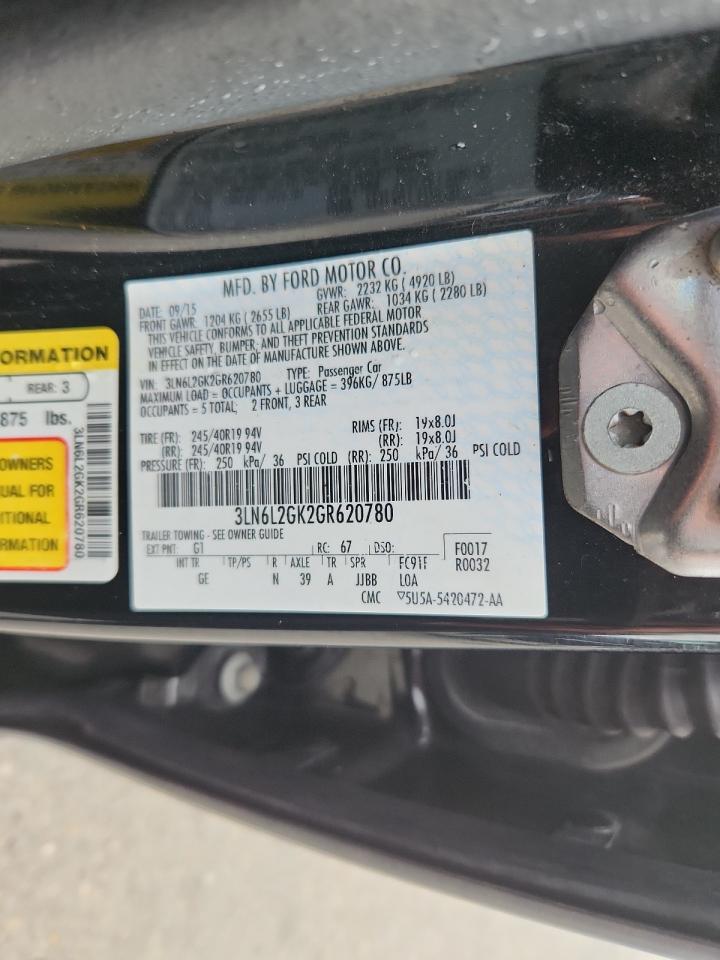 MFD. BY FORD MOTOR CO.
DATE: 09/15 GVWR: 2232 KG ( 4920 LB)
FRONT GAWR: 1204 KG ( 2655 LB) REAR GAWR: 1034 KG ( 2280 LB)
THIS VEHICLE CONFORMS TO ALL APPLICABLE FEDERAL MOTOR
VEHICLE SAFETY, BUMPER, AND THEFT PREVENTION STANDARDS
IN EFFECT ON THE DATE OF MANUFACTURE SHOWN ABOVE.
VIN: 3LN6L2GK2GR620780 TYPE: Passenger Car
MAXIMUM LOAD = OCCUPANTS + LUGGAGE = 396KG/ 875LB
OCCUPANTS = 5 TOTAL; 2 FRONT, 3 REAR
TIRE (FR): 245/40R19 94V RIMS (FR): 19x8.0J
(RR): 245/40R19 94V (RR): 19x8.0J
PRESSURE (FR): 250 kPa/ 36 PSI COLD (RR): 250 kPa/ 36 PSI COLD
3LN6L2GK2GR620780
TRAILER TOWING - SEE OWNER GUIDE
EXT PNT: G1 RC: 67 DSO: F0017
INT TR TP/PS R AXLE TR SPR FC91F R0032
GE N 39 A JJBB LOA
CMC ▽5U5A-5420472-AA
ORMATION
REAR: 3
875 lbs.
OWNERS
UAL FOR
ITIONAL
ORMATION
3LN6L2GK2GR620780